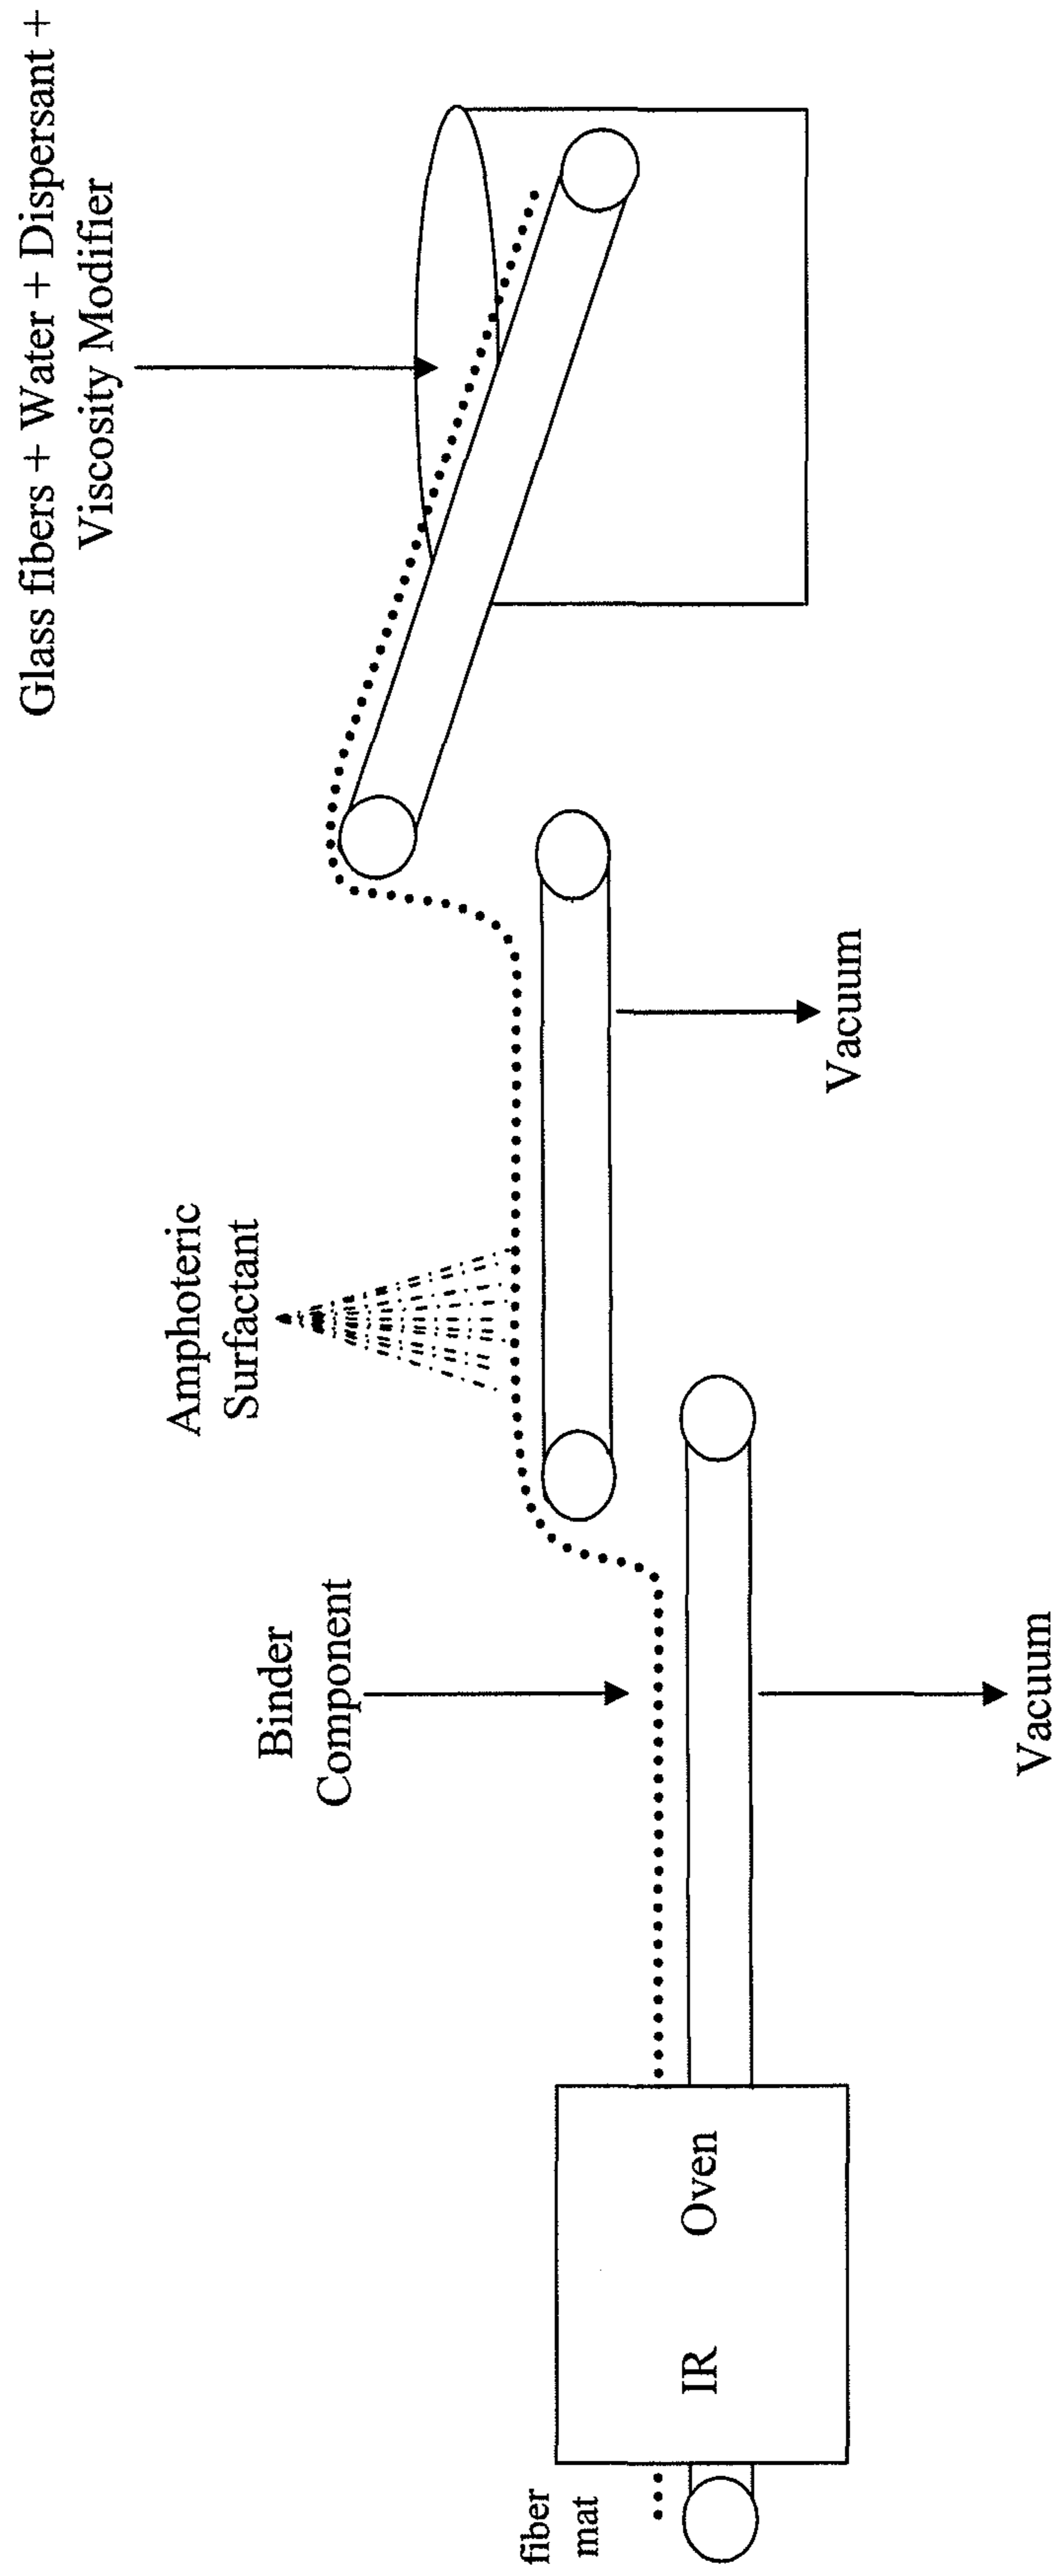 Glass fibers + Water + Dispersant +
Viscosity Modifier
Amphoteric
Surfactant
Vacuum
Binder
Component
Vacuum
IR Oven
fiber
mat